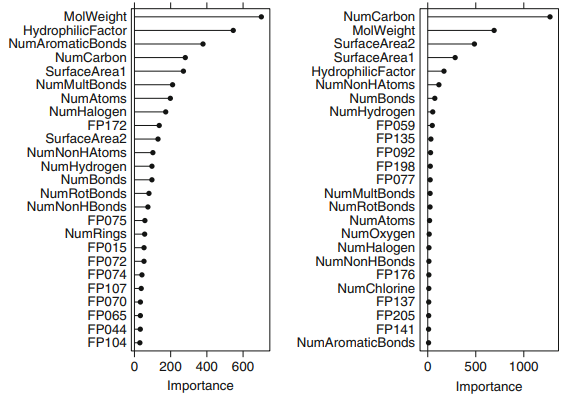 MolWeight
HydrophilicFactor
NumAromaticBonds
NumCarbon
SurfaceArea1
NumMultBonds
NumAtoms
NumHalogen
FP172
SurfaceArea2
NumNonHAtoms
NumHydrogen
NumBonds
NumRotBonds
NumNonHBonds
FP075
NumRings
FP015
FP072
FP074
FP107
FP070
FP065
FP044
FP104
0 200 400 600
Importance
NumCarbon
MolWeight
SurfaceArea2
SurfaceArea1
HydrophilicFactor
NumNonHAtoms
NumBonds
NumHydrogen
FP059
FP135
FP092
FP198
FP077
NumMultBonds
NumRotBonds
NumAtoms
NumOxygen
NumHalogen
NumNonHBonds
FP176
NumChlorine
FP137
FP205
FP141
NumAromaticBonds
0 500 1000
Importance